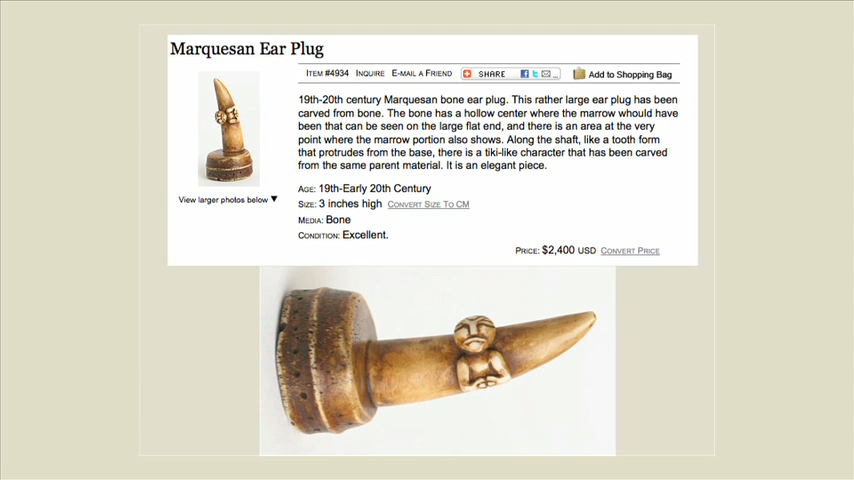 Marquesan Ear Plug
ITEM #4934 INQUIRE E-MAIL A FRIEND SHARE ... Add to Shopping Bag
19th-20th century Marquesan bone ear plug. This rather large ear plug has been
carved from bone. The bone has a hollow center where the marrow whould have
been that can be seen on the large flat end, and there is an area at the very
point where the marrow portion also shows. Along the shaft, like a tooth form
that protrudes from the base, there is a tiki-like character that has been carved
from the same parent material. It is an elegant piece.
View larger photos below ▼
AGE: 19th-Early 20th Century
SIZE: 3 inches high CONVERT SIZE TO CM
MEDIA: Bone
CONDITION: Excellent.
PRICE: $2,400 USD CONVERT PRICE